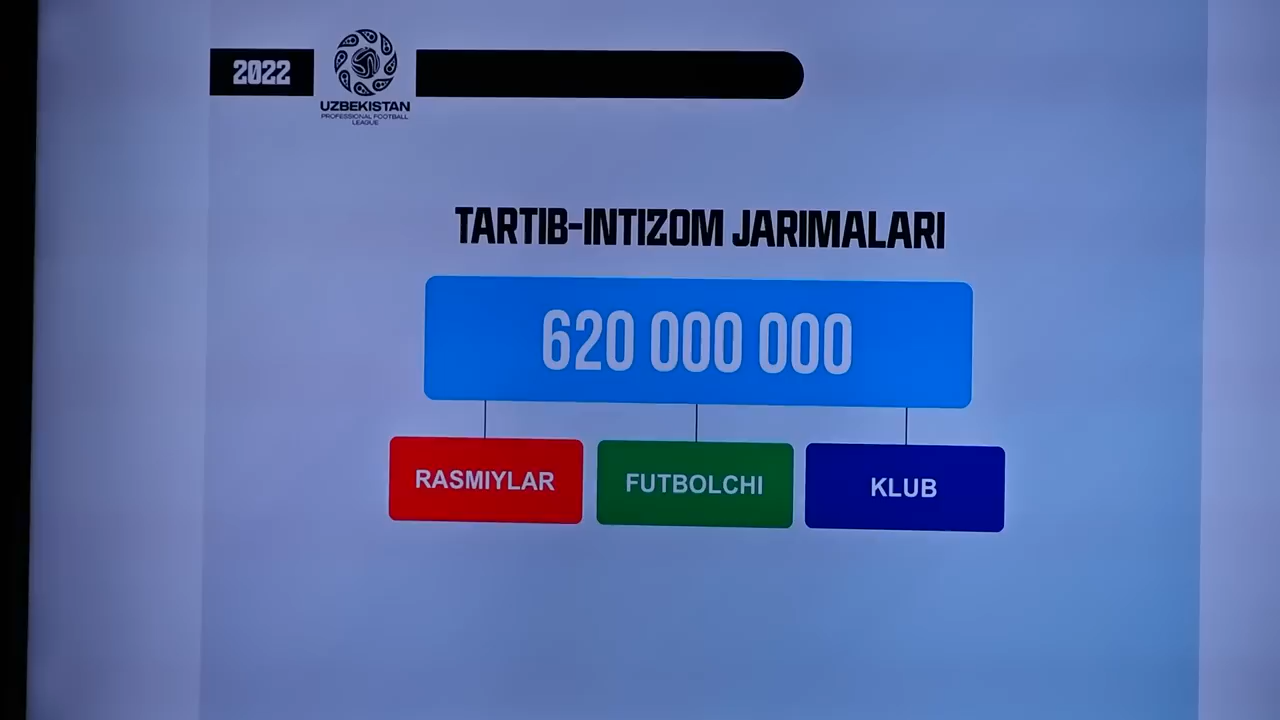 2022
UZBEKISTAN
PROFESSIONAL FOOTBALL
LEAGUE
TARTIB-INTIZOM JARIMALARI
620 000 000
RASMIYLAR
FUTBOLCHI
KLUB